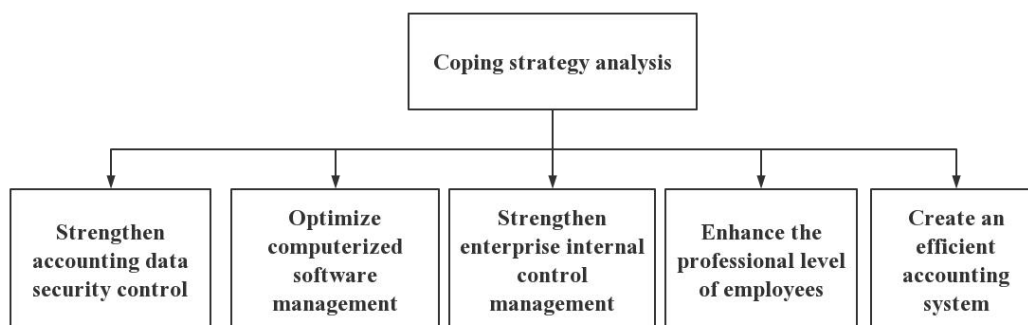 Coping strategy analysis
Strengthen
accounting data
security control
Optimize
computerized
software
management
Strengthen
enterprise internal
control
management
Enhance the
professional level
of employees
Create an
efficient
accounting
system